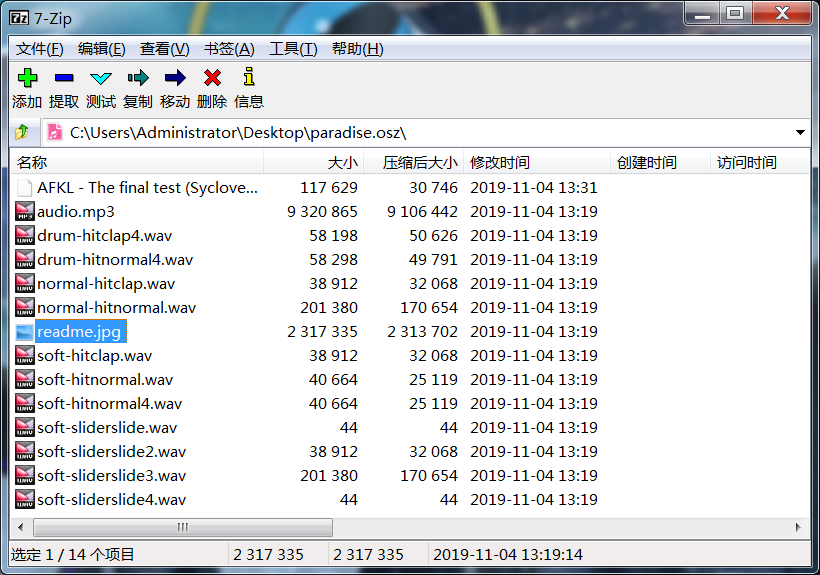 7-Zip
文件(F) 编辑(E) 查看(V) 书签(A) 工具(T) 帮助(H)
添加 提取 测试 复制 移动 删除 信息
C:\Users\Administrator\Desktop\paradise.osz\
名称 大小 压缩后大小 修改时间 创建时间 访问时间
AFKL - The final test (Syclove... 117 629 30 746 2019-11-04 13:31
audio.mp3 9 320 865 9 106 442 2019-11-04 13:19
drum-hitclap4.wav 58 198 50 626 2019-11-04 13:19
drum-hitnormal4.wav 58 298 49 791 2019-11-04 13:19
normal-hitclap.wav 38 912 32 068 2019-11-04 13:19
normal-hitnormal.wav 201 380 170 654 2019-11-04 13:19
readme.jpg 2 317 335 2 313 702 2019-11-04 13:19
soft-hitclap.wav 38 912 32 068 2019-11-04 13:19
soft-hitnormal.wav 40 664 25 119 2019-11-04 13:19
soft-hitnormal4.wav 40 664 25 119 2019-11-04 13:19
soft-sliderslide.wav 44 44 2019-11-04 13:19
soft-sliderslide2.wav 38 912 32 068 2019-11-04 13:19
soft-sliderslide3.wav 201 380 170 654 2019-11-04 13:19
soft-sliderslide4.wav 44 44 2019-11-04 13:19
选定 1 / 14 个项目 2 317 335 2 317 335 2019-11-04 13:19:14